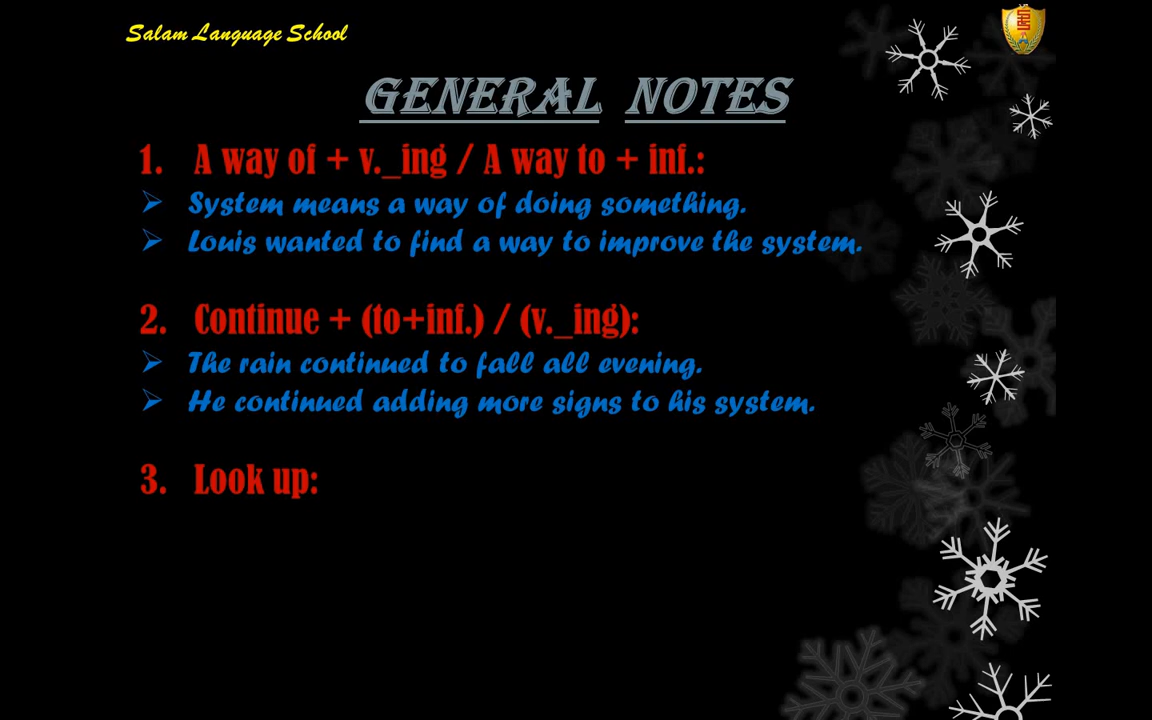 Salam Language School
GENERAL NOTES
1. A way of + v._ing / A way to + inf.:
➢ System means a way of doing something.
➢ Louis wanted to find a way to improve the system.
2. Continue + (to+inf.) / (v._ing):
➢ The rain continued to fall all evening.
➢ He continued adding more signs to his system.
3. Look up: